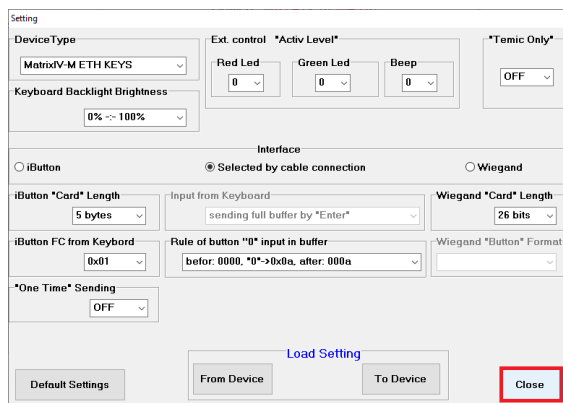 Setting
DeviceType
MatrixIV-M ETH KEYS
Ext. control "Activ Level"
Red Led
0
Green Led
0
Beep
0
"Temic Only"
OFF
Keyboard Backlight Brightness
0% -:- 100%
Interface
iButton
Selected by cable connection
Wiegand
iButton "Card" Length
5 bytes
Input from Keyboard
sending full buffer by "Enter"
Wiegand "Card" Length
26 bits
iButton FC from Keybord
0x01
Rule of button "0" input in buffer
befor: 0000, "0"->0x0a, after: 000a
Wiegand "Button" Format
"One Time" Sending
OFF
Load Setting
Default Settings
From Device
To Device
Close